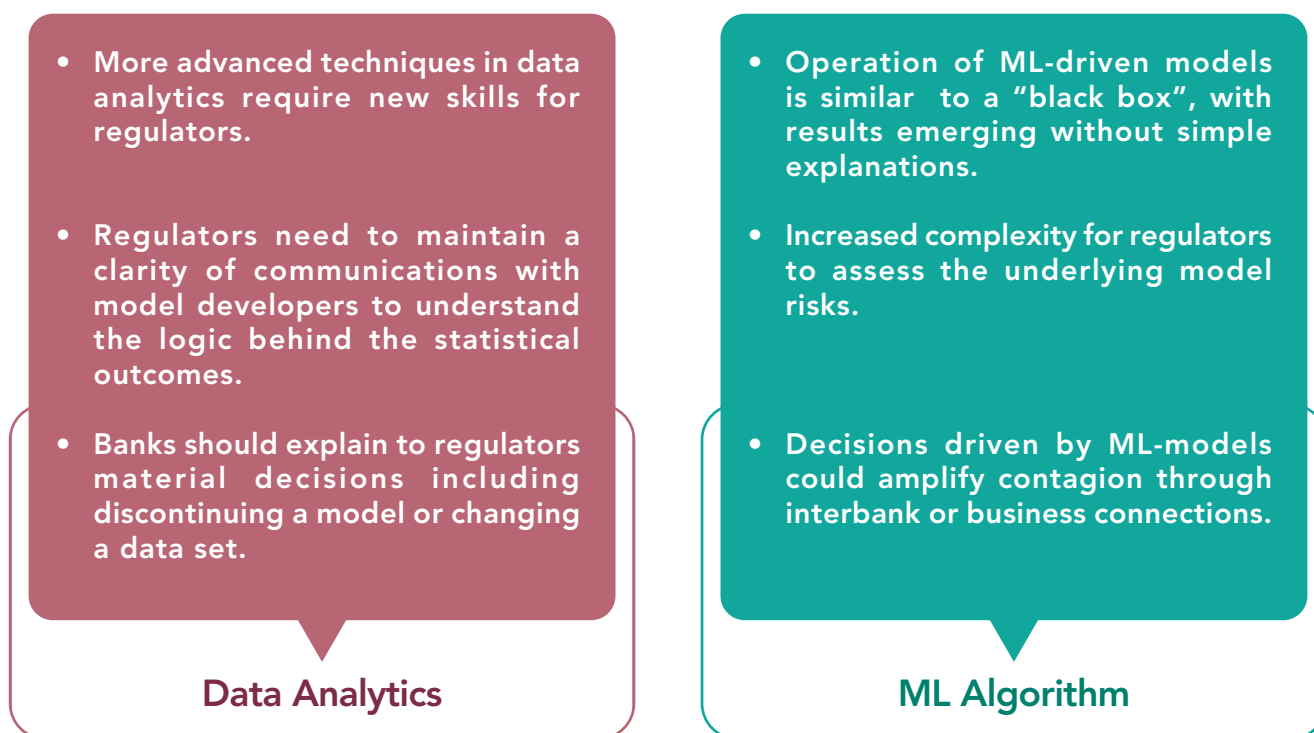 • More advanced techniques in data
analytics require new skills for
regulators.
• Regulators need to maintain a
clarity of communications with
model developers to understand
the logic behind the statistical
outcomes.
• Banks should explain to regulators
material decisions including
discontinuing a model or changing
a data set.
Data Analytics
• Operation of ML-driven models
is similar to a “black box”, with
results emerging without simple
explanations.
• Increased complexity for regulators
to assess the underlying model
risks.
• Decisions driven by ML-models
could amplify contagion through
interbank or business connections.
ML Algorithm